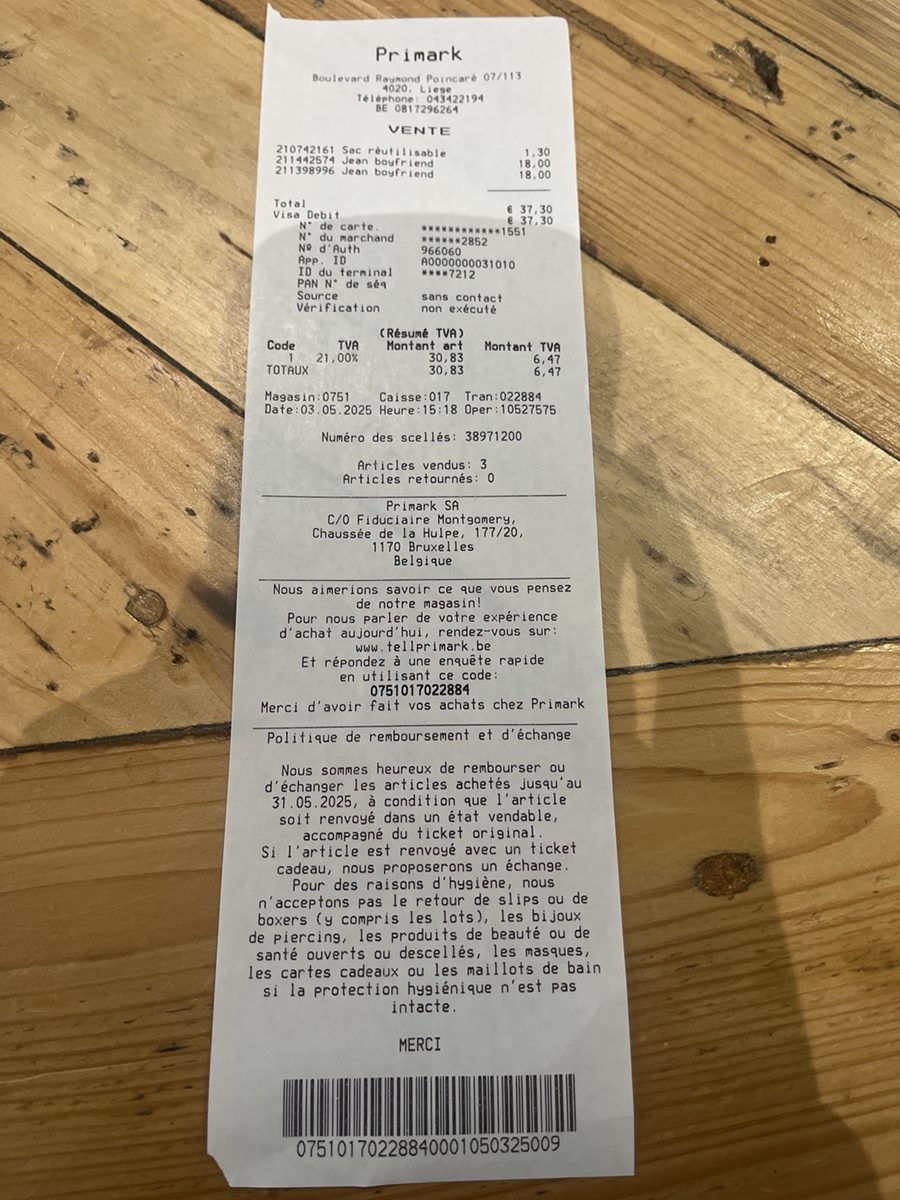 Primark
Boulevard Raymond Poincaré 07/113
4020, Liege
Téléphone: 043422194
BE 0817296264
VENTE
210742161 Sac réutilisable 1,30
211442574 Jean boyfriend 18,00
211398996 Jean boyfriend 18,00
Total € 37,30
Visa Debit € 37,30
N° de carte. ************1551
N° du marchand ******2852
Nº d'Auth 966060
App. ID A0000000031010
ID du terminal ****7212
PAN N° de séq
Source sans contact
Vérification non exécuté
(Résumé TVA)
Code TVA Montant art Montant TVA
1 21,00% 30,83 6,47
TOTAUX 30,83 6,47
Magasin:0751 Caisse:017 Tran:022884
Date:03.05.2025 Heure:15:18 Oper:10527575
Numéro des scellés: 38971200
Articles vendus: 3
Articles retournés: 0
Primark SA
C/O Fiduciaire Montgomery,
Chaussée de la Hulpe, 177/20,
1170 Bruxelles
Belgique
Nous aimerions savoir ce que vous pensez
de notre magasin!
Pour nous parler de votre expérience
d'achat aujourd'hui, rendez-vous sur:
www.tellprimark.be
Et répondez à une enquête rapide
en utilisant ce code:
0751017022884
Merci d'avoir fait vos achats chez Primark
Politique de remboursement et d'échange
Nous sommes heureux de rembourser ou
d'échanger les articles achetés jusqu'au
31.05.2025, à condition que l'article
soit renvoyé dans un état vendable,
accompagné du ticket original.
Si l'article est renvoyé avec un ticket
cadeau, nous proposerons un échange.
Pour des raisons d'hygiène, nous
n'acceptons pas le retour de slips ou de
boxers (y compris les lots), les bijoux
de piercing, les produits de beauté ou de
santé ouverts ou descellés, les masques,
les cartes cadeaux ou les maillots de bain
si la protection hygiénique n'est pas
intacte.
MERCI
07510170228840001050325009